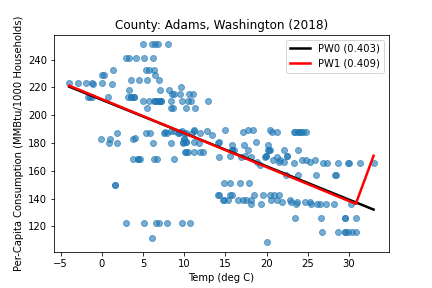 County: Adams, Washington (2018)
PW0 (0.403)
PW1 (0.409)
Per-Capita Consumption (MMBtu/1000 Households)
240
220
200
180
160
140
120
−5 0 5 10 15 20 25 30
Temp (deg C)